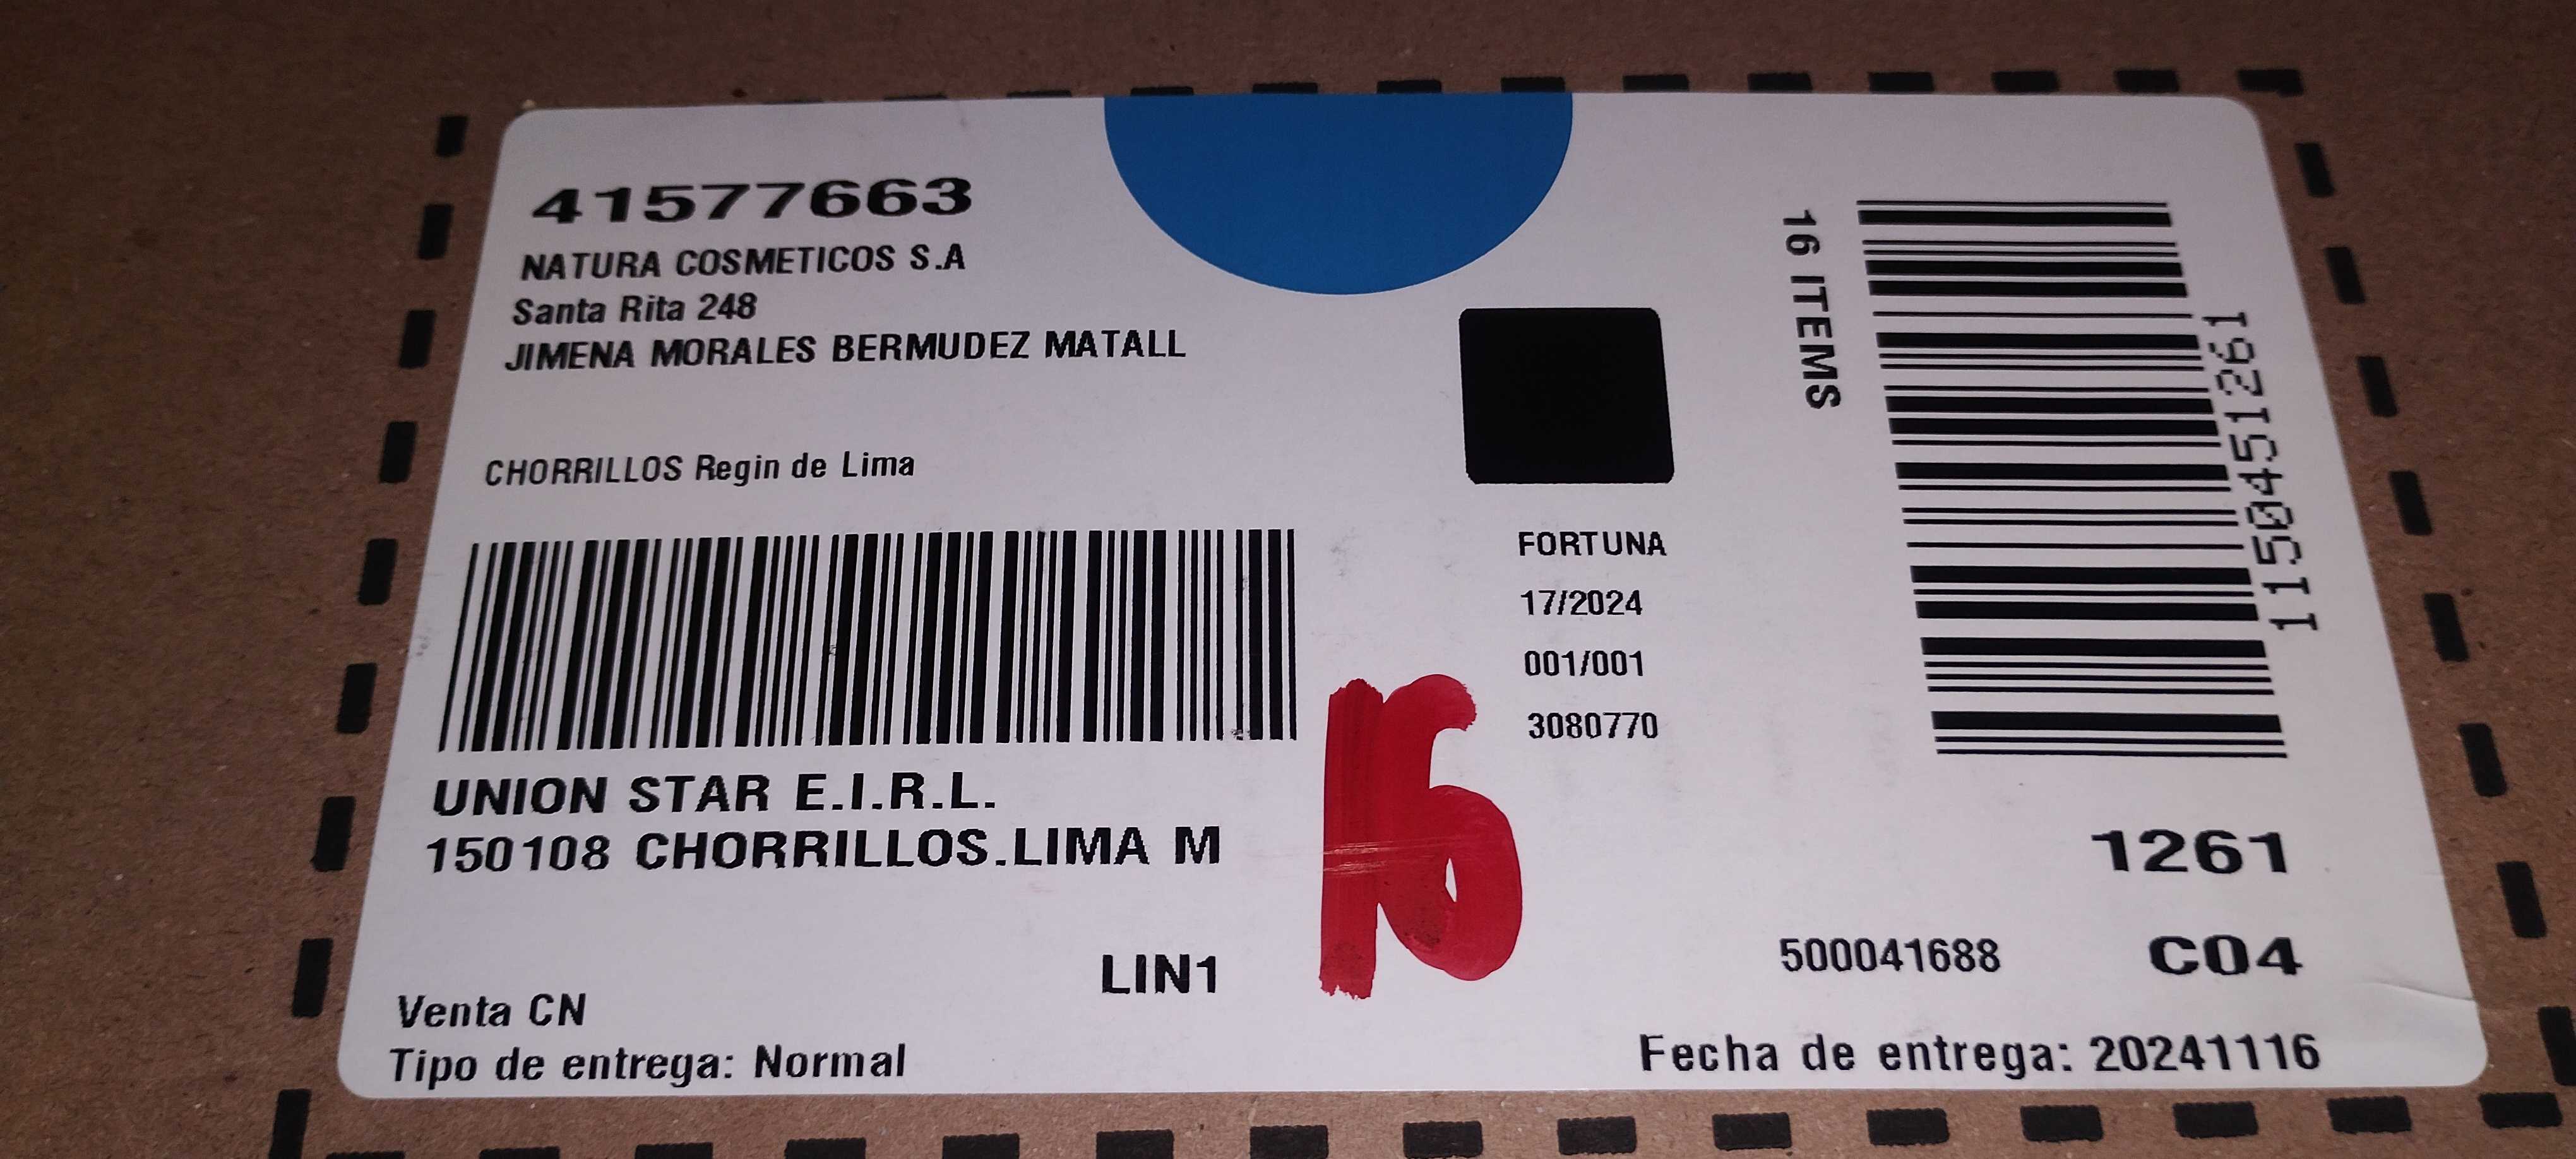 41577663
NATURA COSMETICOS S.A
Santa Rita 248
JIMENA MORALES BERMUDEZ MATALL
CHORRILLOS Regin de Lima
UNION STAR E.I.R.L.
150108 CHORRILLOS.LIMA M
LIN1
Venta CN
Tipo de entrega: Normal
FORTUNA
17/2024
001/001
3080770
16
16 ITEMS
1150451261
1261
500041688 C04
Fecha de entrega: 20241116